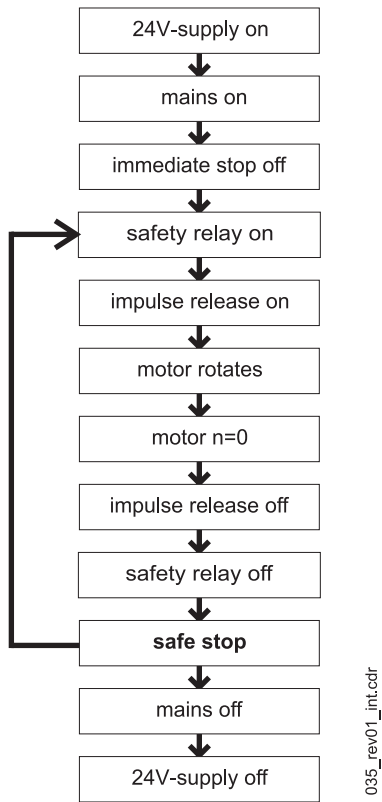 24V-supply on
mains on
immediate stop off
safety relay on
impulse release on
motor rotates
motor n=0
impulse release off
safety relay off
safe stop
mains off
24V-supply off
035_rev01_int.cdr